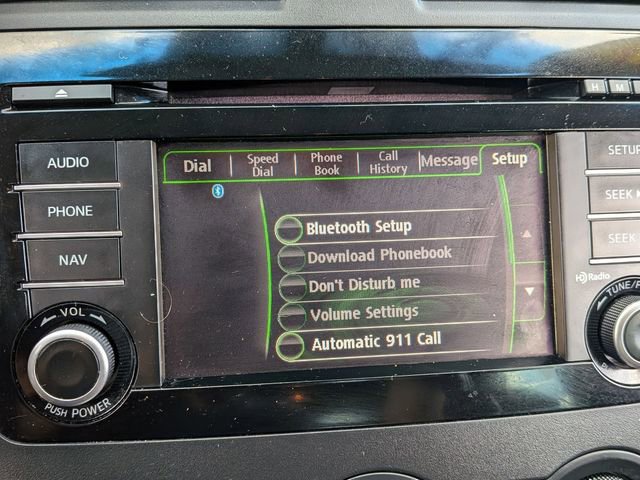 H M
AUDIO
PHONE
NAV
VOL
PUSH POWER
Dial
Speed
Dial
Phone
Book
Call
History
Message
Setup
Bluetooth Setup
Download Phonebook
Don't Disturb me
Volume Settings
Automatic 911 Call
SETUP
SEEK
SEEK
HD Radio
TUNE/